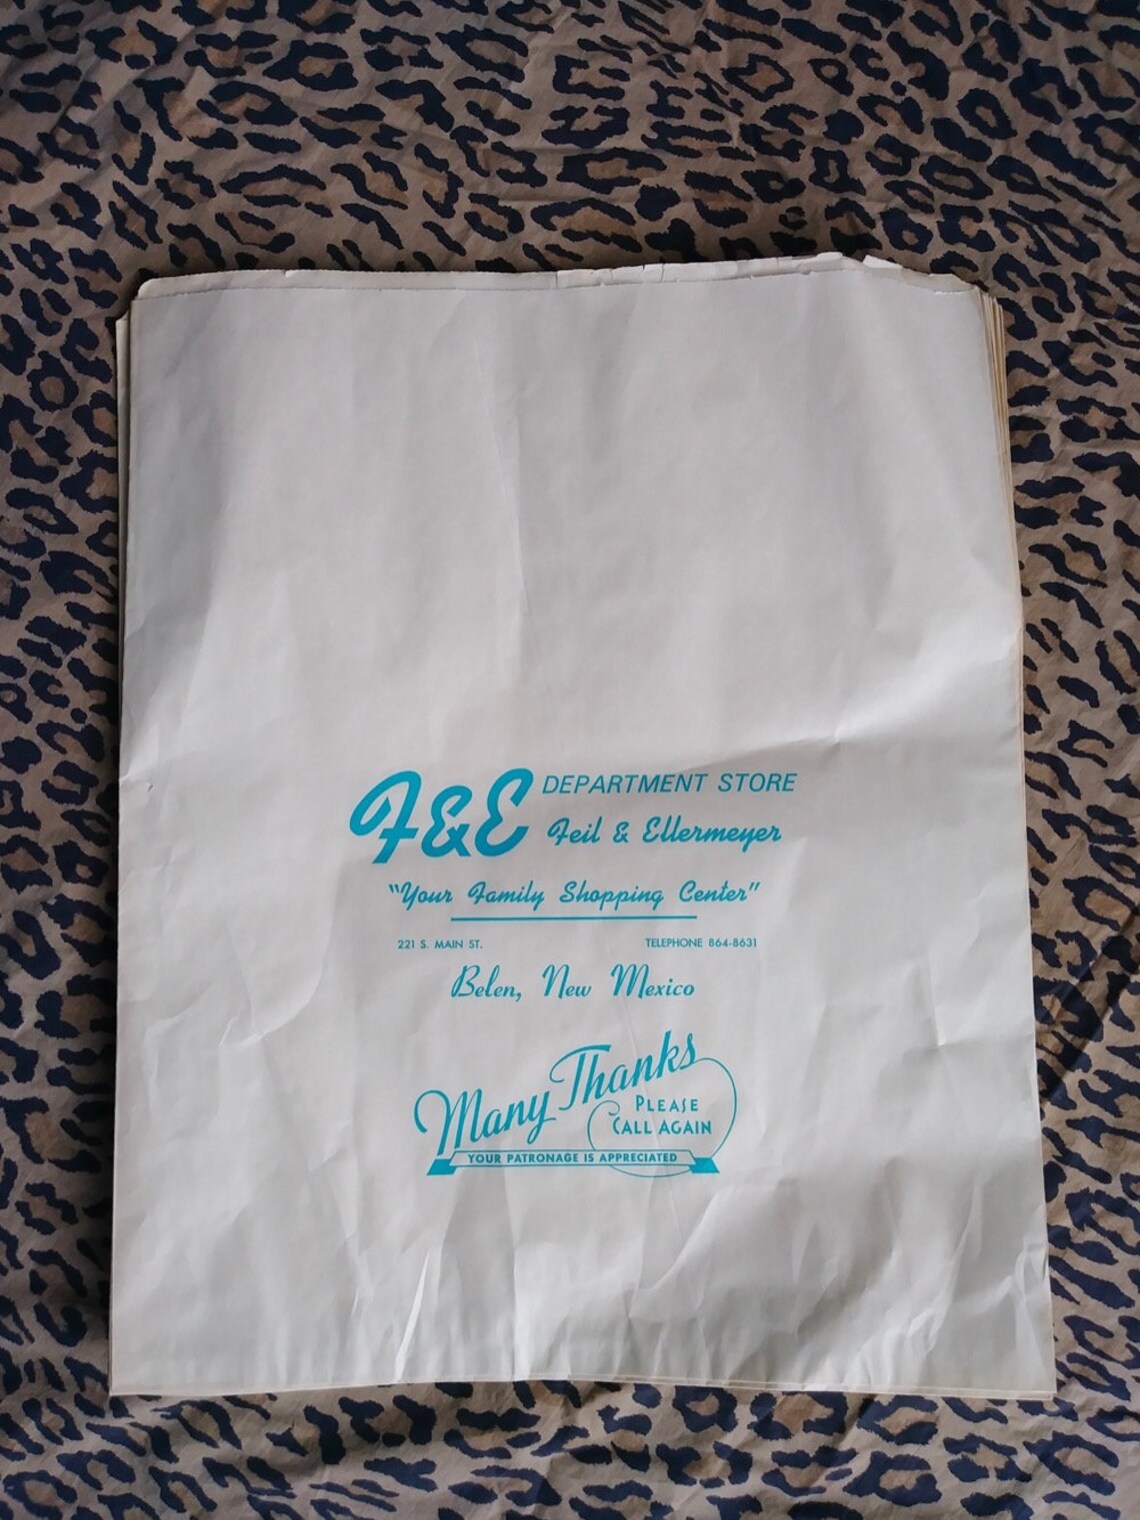 F&E DEPARTMENT STORE
Feil & Ellermeyer
"Your Family Shopping Center"
221 S. MAIN ST. TELEPHONE 864-8631
Belen, New Mexico
Many Thanks
PLEASE
CALL AGAIN
YOUR PATRONAGE IS APPRECIATED